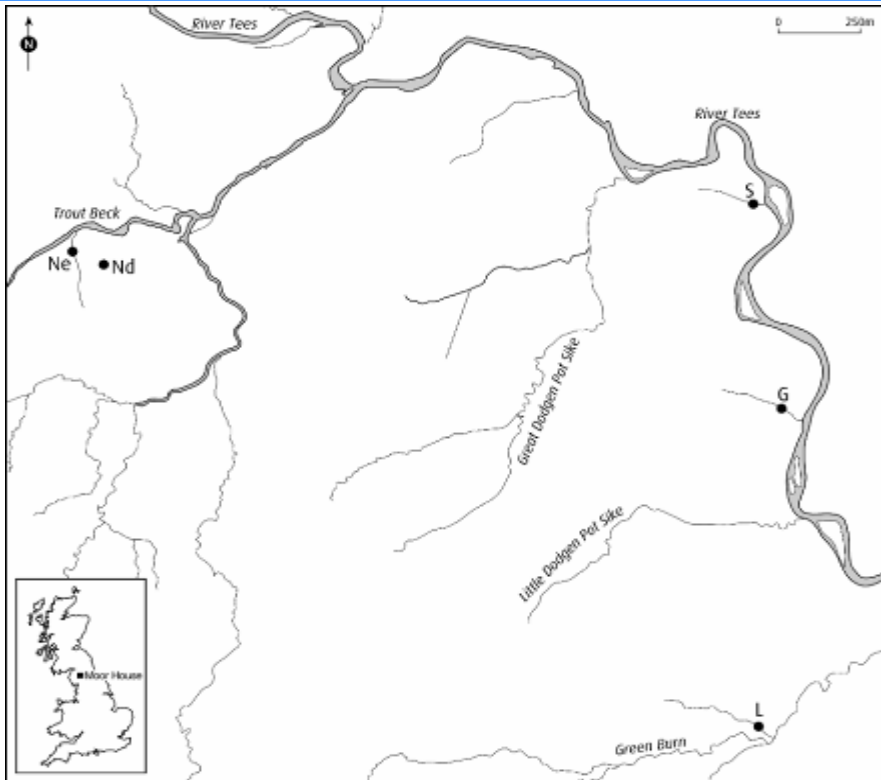 River Tees
N
0 250m
River Tees
S
Trout Beck
Ne
Nd
Great Dodgen Pot Sike
G
Little Dodgen Pot Sike
Moor House
L
Green Burn